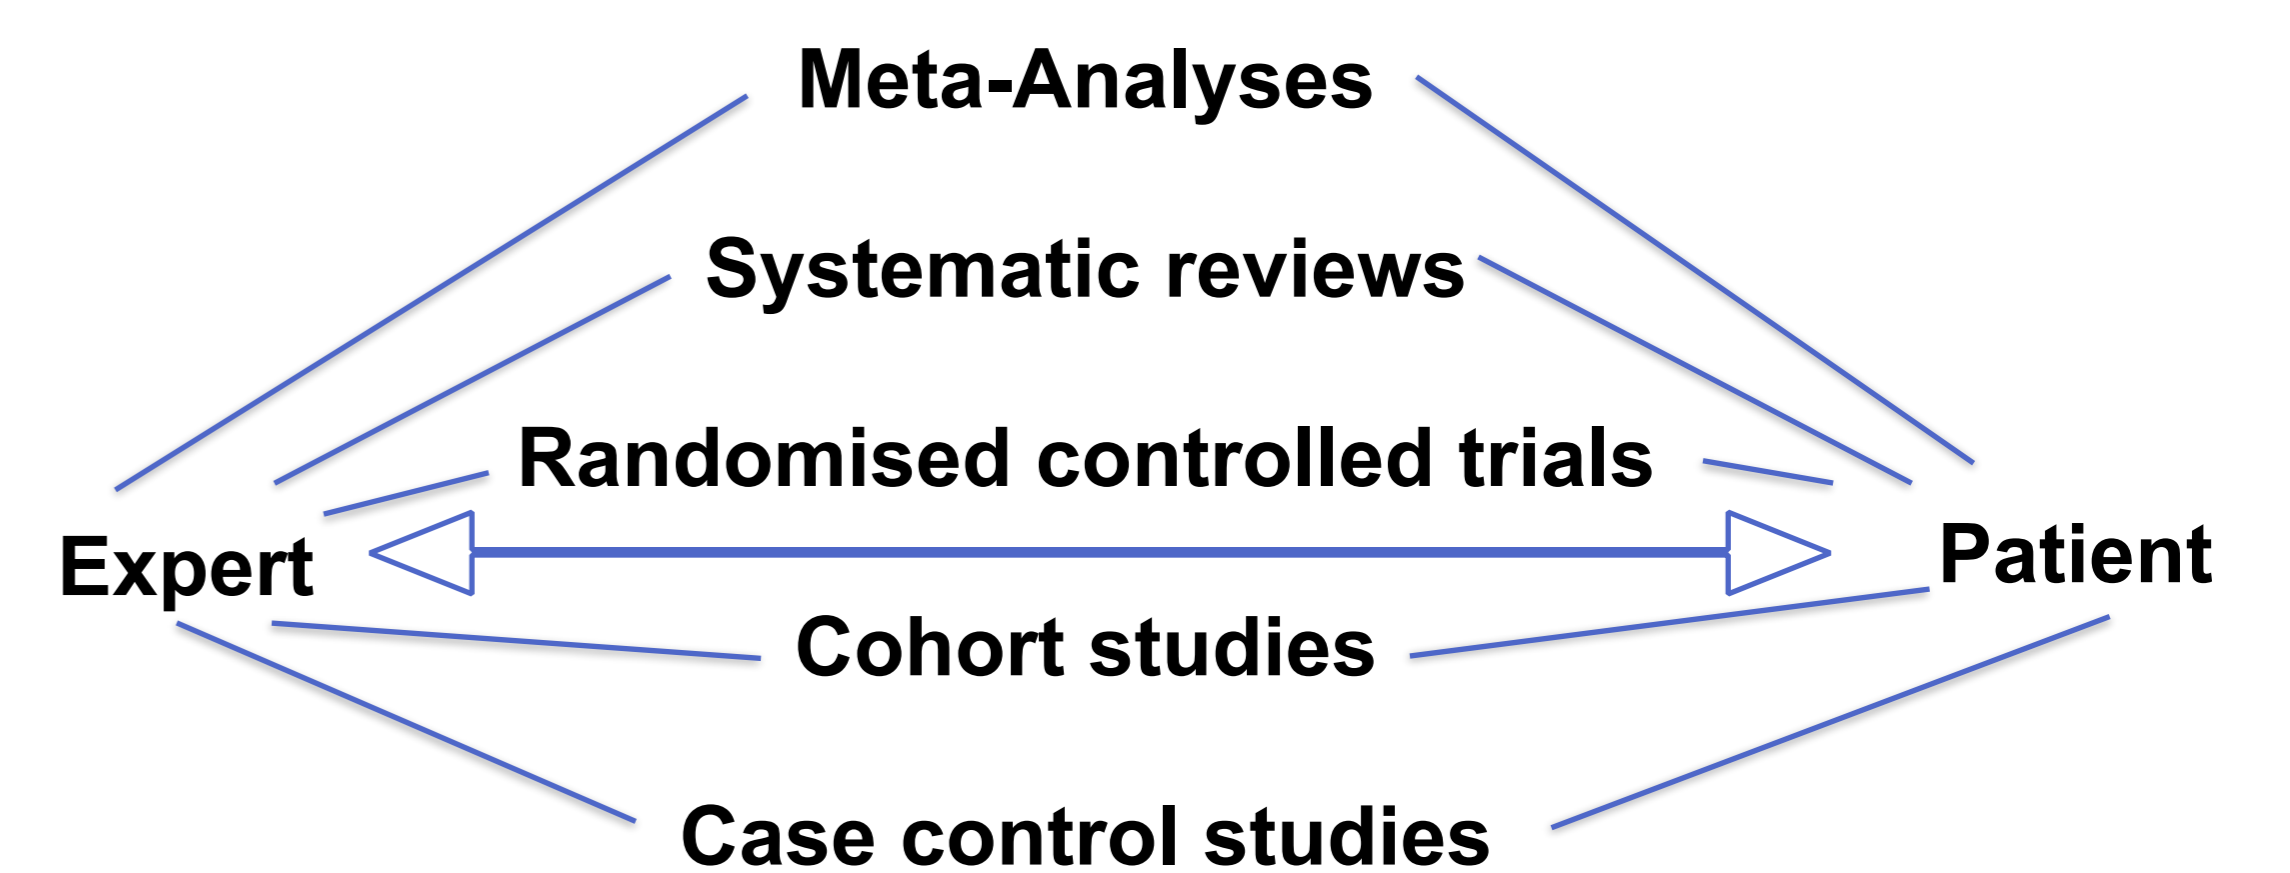 Meta-Analyses
Systematic reviews
Randomised controlled trials
Expert
Patient
Cohort studies
Case control studies